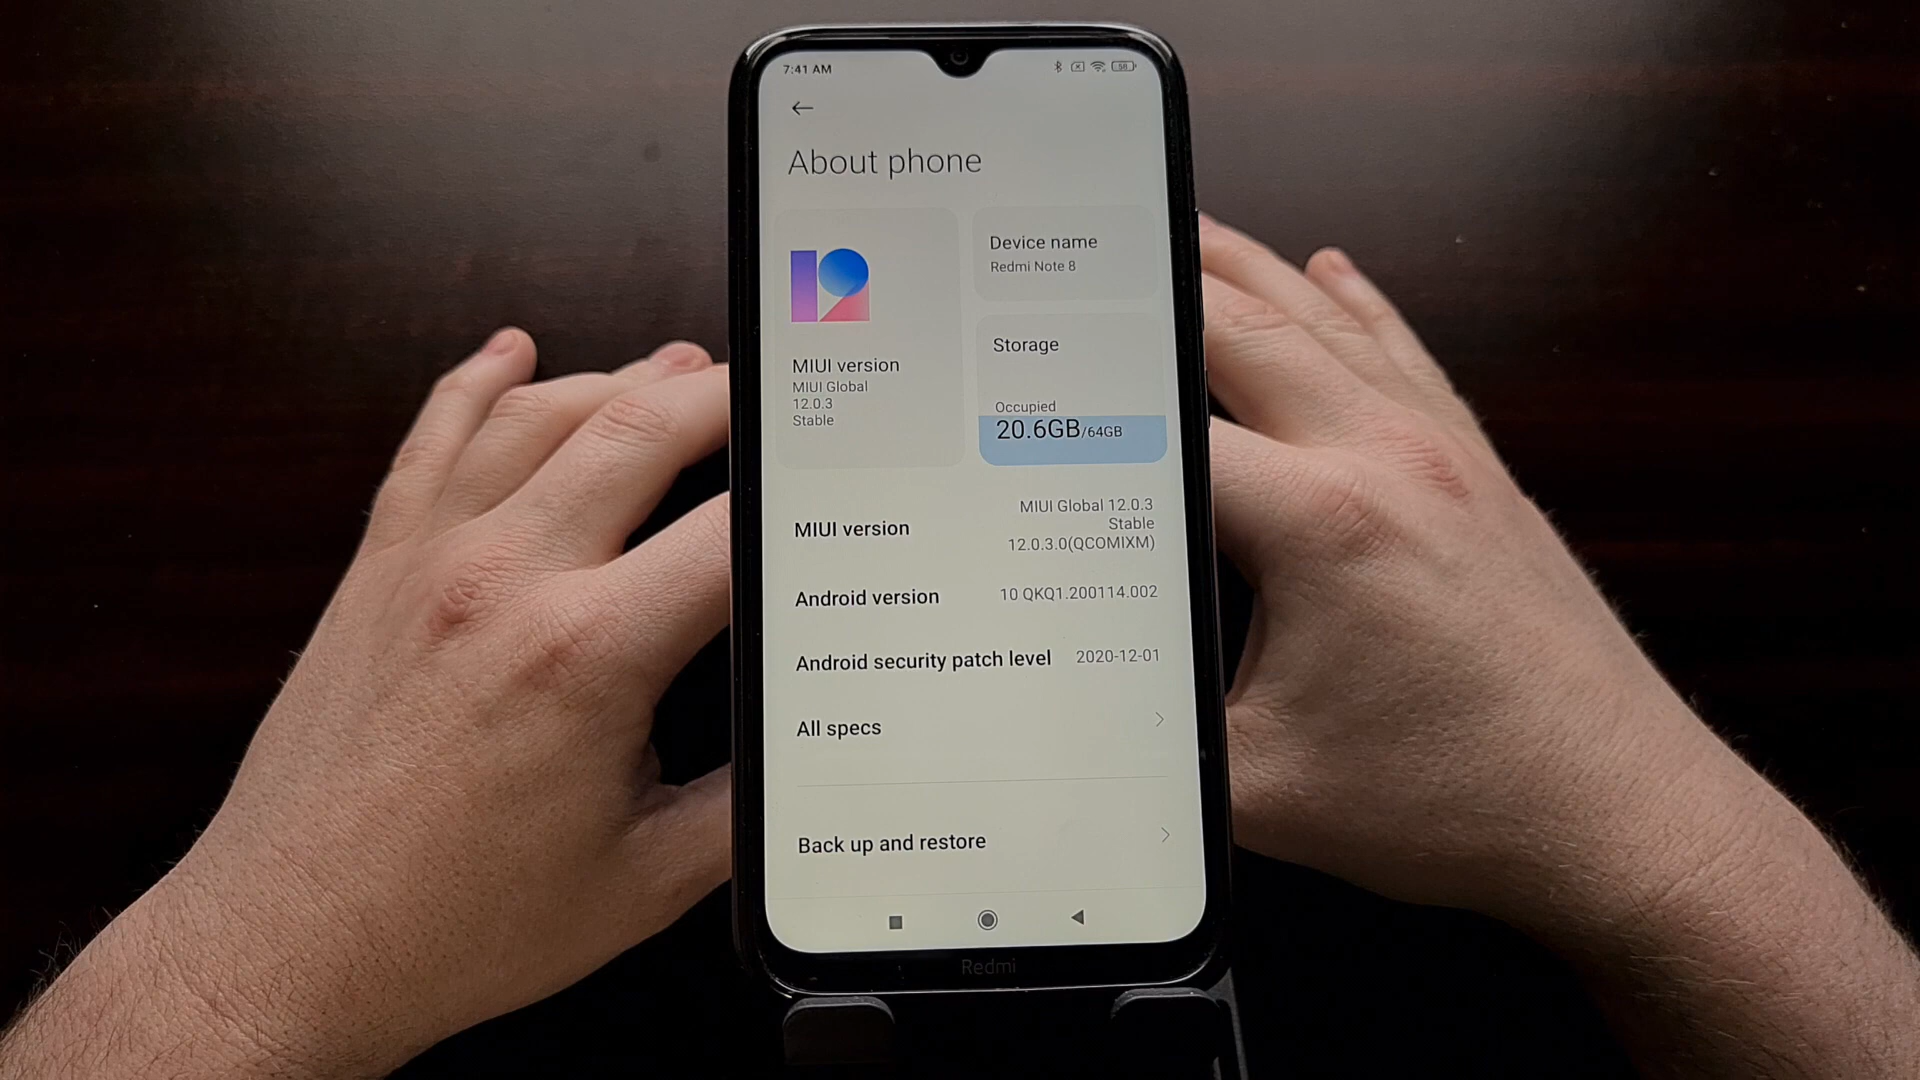 7:41 AM
58
About phone
MIUI version
MIUI Global
12.0.3
Stable
Device name
Redmi Note 8
Storage
Occupied
20.6GB/64GB
MIUI version
MIUI Global 12.0.3
Stable
12.0.3.0(QCOMIXM)
Android version
10 QKQ1.200114.002
Android security patch level
2020-12-01
All specs
Back up and restore
Redmi